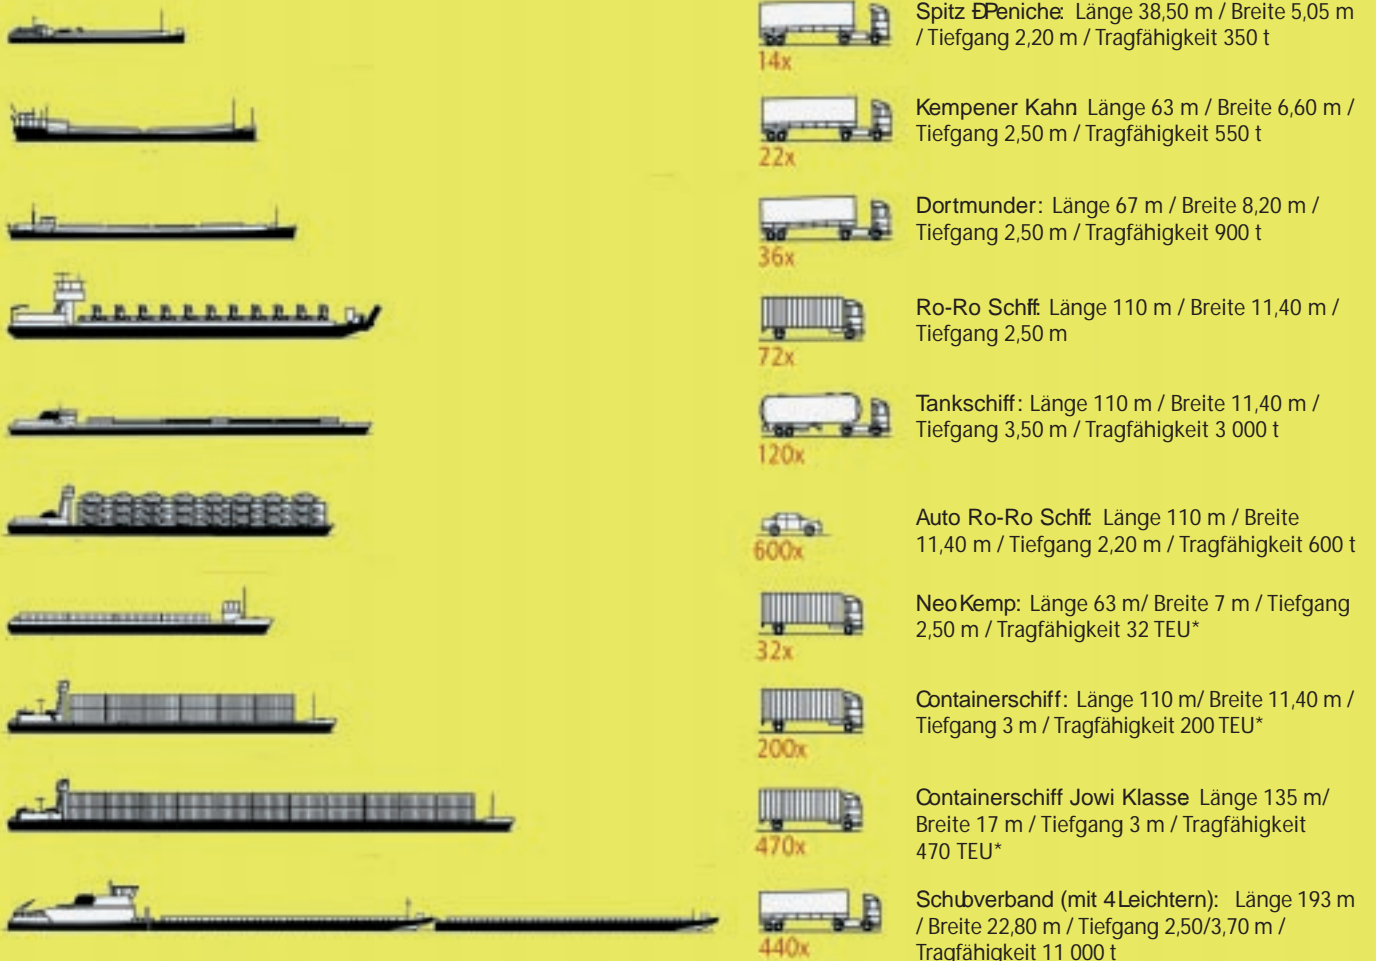 Spitz ÐPeniche: Länge 38,50 m / Breite 5,05 m
/ Tiefgang 2,20 m / Tragfähigkeit 350 t
14x
Kempener Kahn Länge 63 m / Breite 6,60 m /
Tiefgang 2,50 m / Tragfähigkeit 550 t
22x
Dortmunder: Länge 67 m / Breite 8,20 m /
Tiefgang 2,50 m / Tragfähigkeit 900 t
36x
Ro-Ro Schff: Länge 110 m / Breite 11,40 m /
Tiefgang 2,50 m
72x
Tankschiff: Länge 110 m / Breite 11,40 m /
Tiefgang 3,50 m / Tragfähigkeit 3 000 t
120x
Auto Ro-Ro Schff: Länge 110 m / Breite
11,40 m / Tiefgang 2,20 m / Tragfähigkeit 600 t
600x
NeoKemp: Länge 63 m/ Breite 7 m / Tiefgang
2,50 m / Tragfähigkeit 32 TEU*
32x
Containerschiff: Länge 110 m/ Breite 11,40 m /
Tiefgang 3 m / Tragfähigkeit 200 TEU*
200x
Containerschiff Jowi Klasse Länge 135 m/
Breite 17 m / Tiefgang 3 m / Tragfähigkeit
470 TEU*
470x
Schubverband (mit 4 Leichtern): Länge 193 m
/ Breite 22,80 m / Tiefgang 2,50/3,70 m /
Tragfähigkeit 11 000 t
440x